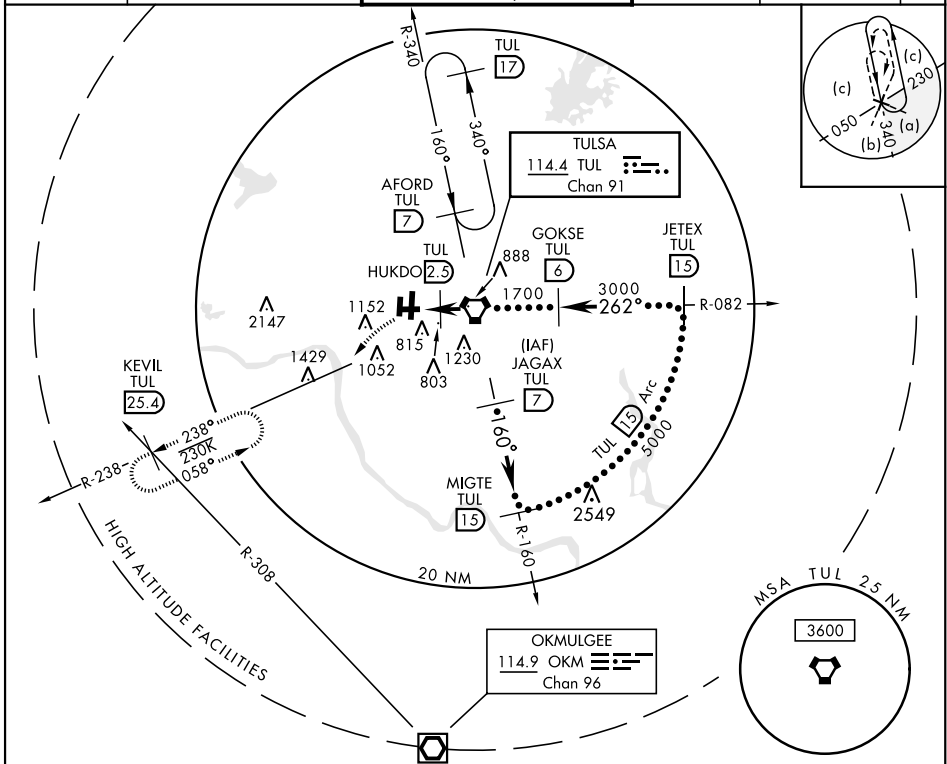 R-340
TUL
17
160°
340°
AFORD
TUL
7
TULSA
114.4 TUL
Chan 91
(c)
(c)
230
050
340
(a)
(b)
TUL
HUKDO 2.5
888
GOKSE
TUL
6
JETEX
TUL
15
1700
3000
262°
R-082
2147
1152
815
1052
803
1230
1429
(IAF)
JAGAX
TUL
7
KEVIL
TUL
25.4
238°
230K
058°
R-238
160°
TUL 15 Arc
5000
MIGTE
TUL
15
2549
R-160
R-308
20 NM
HIGH ALTITUDE FACILITIES
MSA TUL 25 NM
3600
OKMULGEE
114.9 OKM
Chan 96